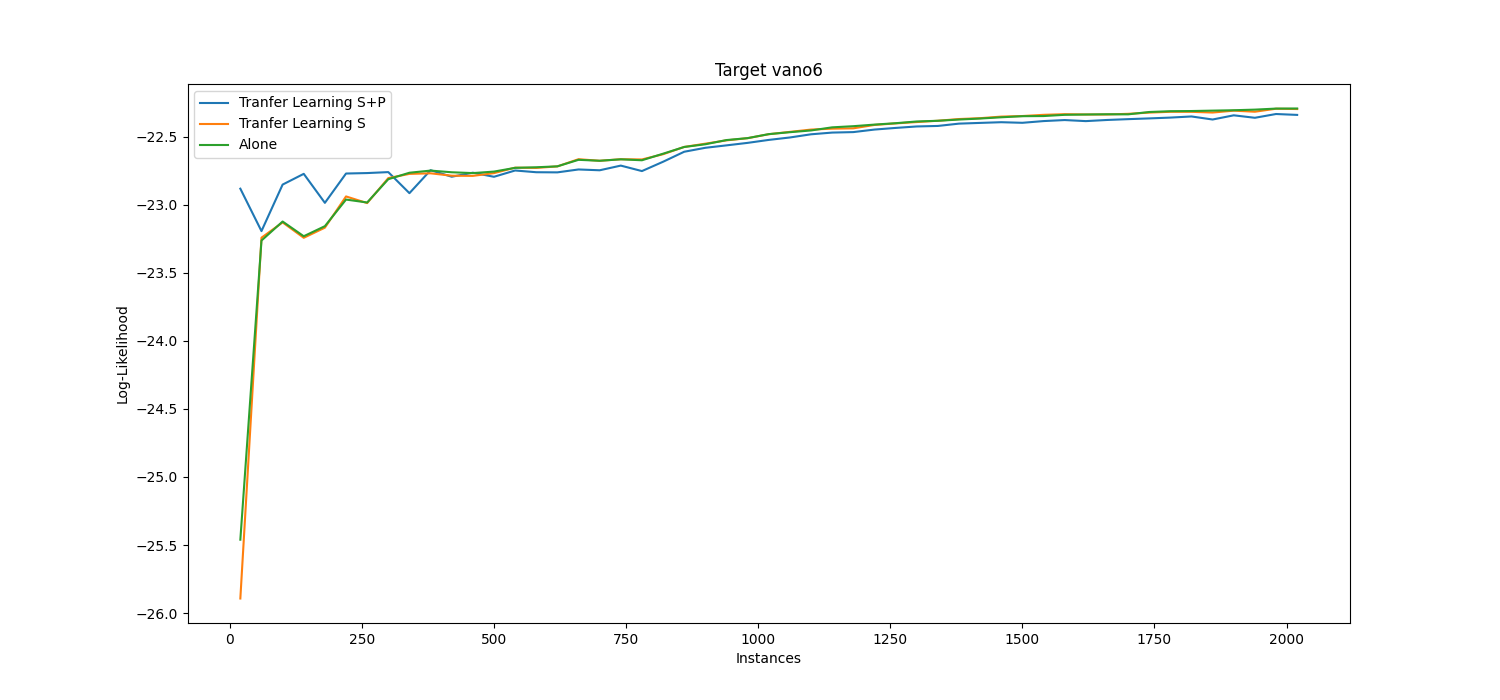 Target vano6
Tranfer Learning S+P
Tranfer Learning S
Alone
Log-Likelihood
−22.5
−23.0
−23.5
−24.0
−24.5
−25.0
−25.5
−26.0
0 250 500 750 1000 1250 1500 1750 2000
Instances